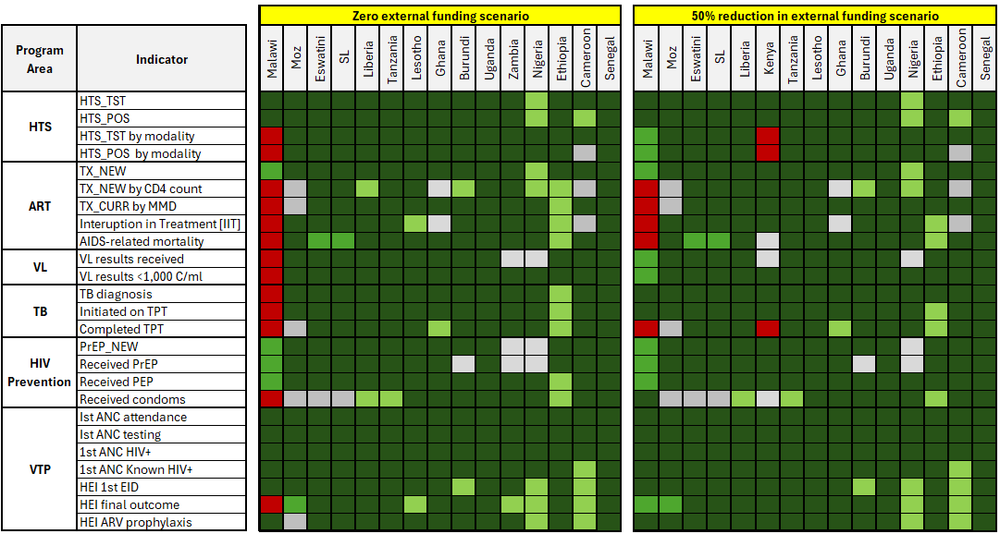 Zero external funding scenario
50% reduction in external funding scenario
Program Area
Indicator
Malawi
Moz
Eswatini
SL
Liberia
Tanzania
Lesotho
Ghana
Burundi
Uganda
Zambia
Nigeria
Ethiopia
Cameroon
Senegal
Malawi
Moz
Eswatini
SL
Liberia
Kenya
Tanzania
Lesotho
Ghana
Burundi
Uganda
Nigeria
Ethiopia
Cameroon
Senegal
HTS
HTS_TST
HTS_POS
HTS_TST by modality
HTS_POS by modality
ART
TX_NEW
TX_NEW by CD4 count
TX_CURR by MMD
Interuption in Treatment [IIT]
AIDS-related mortality
VL
VL results received
VL results <1,000 C/ml
TB
TB diagnosis
Initiated on TPT
Completed TPT
HIV Prevention
PrEP_NEW
Received PrEP
Received PEP
Received condoms
VTP
Ist ANC attendance
Ist ANC testing
1st ANC HIV+
1st ANC Known HIV+
HEI 1st EID
HEI final outcome
HEI ARV prophylaxis